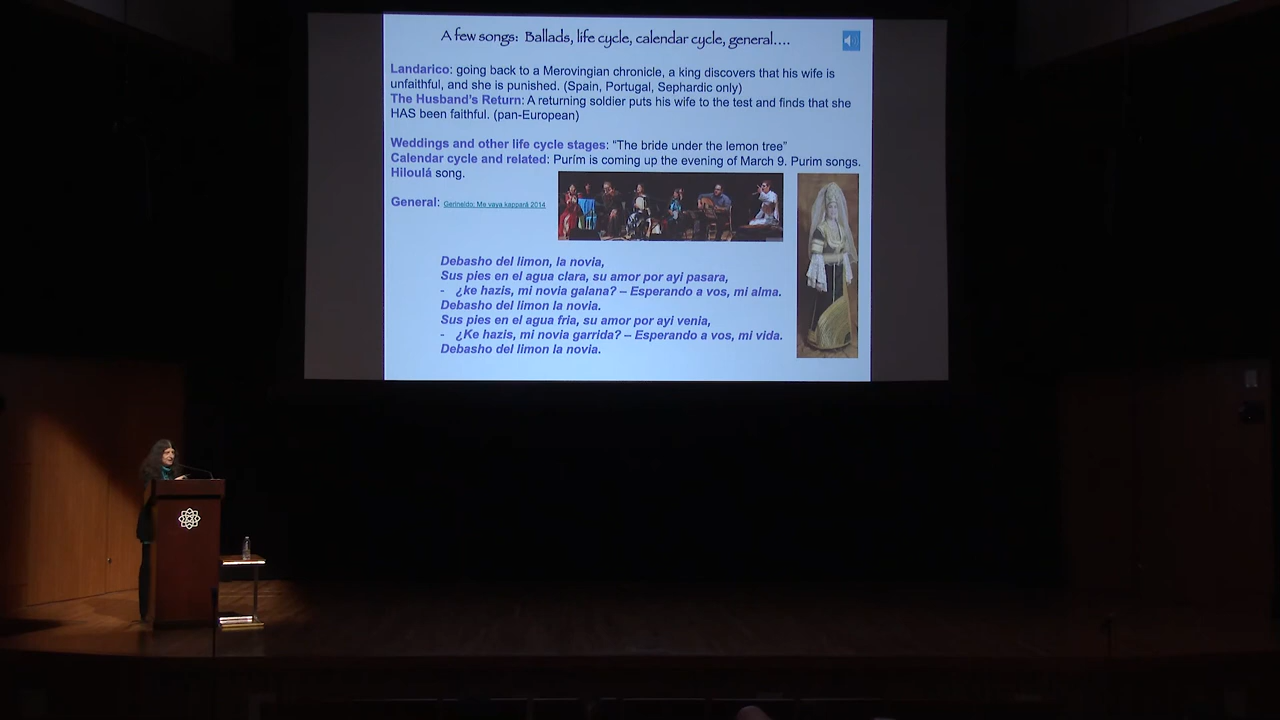 A few songs: Ballads, life cycle, calendar cycle, general....
Landarico: going back to a Merovingian chronicle, a king discovers that his wife is
unfaithful, and she is punished. (Spain, Portugal, Sephardic only)
The Husband's Return: A returning soldier puts his wife to the test and finds that she
HAS been faithful. (pan-European)
Weddings and other life cycle stages: "The bride under the lemon tree"
Calendar cycle and related: Purím is coming up the evening of March 9. Purim songs.
Hiloulá song.
General: Gerineldo: Me vaya kappará 2014
Debasho del limon, la novia,
Sus pies en el agua clara, su amor por ayi pasara,
- ¿ke hazis, mi novia galana? – Esperando a vos, mi alma.
Debasho del limon la novia.
Sus pies en el agua fria, su amor por ayi venia,
- ¿Ke hazis, mi novia garrida? – Esperando a vos, mi vida.
Debasho del limon la novia.